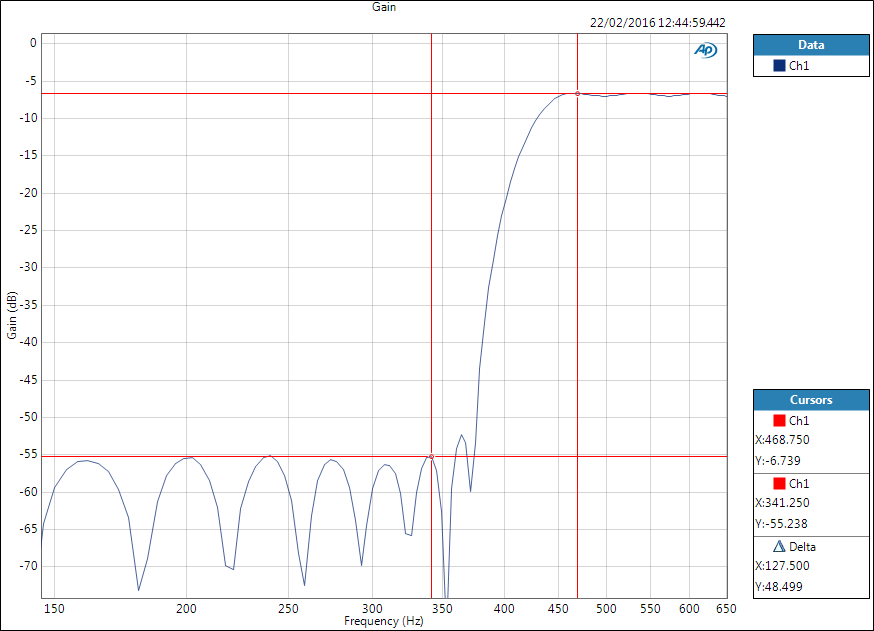 Gain
22/02/2016 12:44:59.442
AP
0
-5
-10
-15
-20
-25
-30
-35
-40
-45
-50
-55
-60
-65
-70
Gain (dB)
150 200 250 300 350 400 450 500 550 600 650
Frequency (Hz)
Data
Ch1
Cursors
Ch1
X:468.750
Y:-6.739
Ch1
X:341.250
Y:-55.238
Delta
X:127.500
Y:48.499